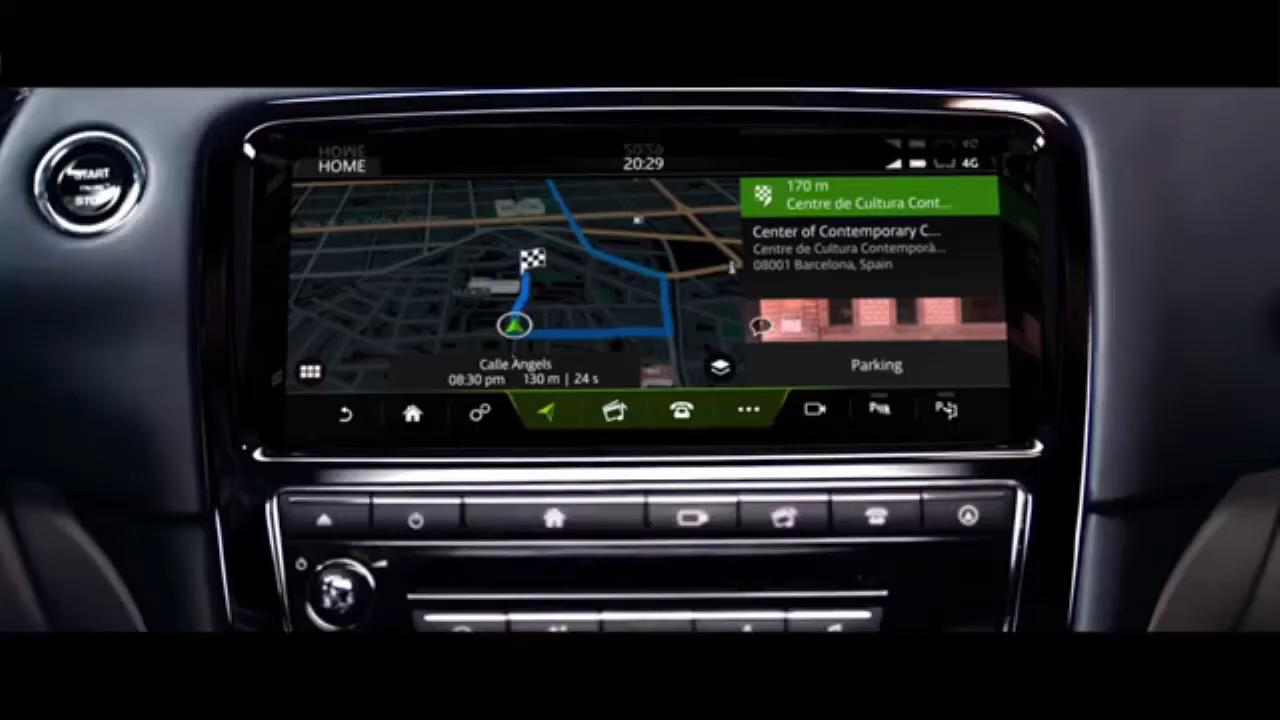 START
HOME
20:29
4G
170 m
Centre de Cultura Cont...
Center of Contemporary C...
Centre de Cultura Contemporà...
08001 Barcelona, Spain
Calle Angels
08:30 pm 130 m | 24 s
Parking